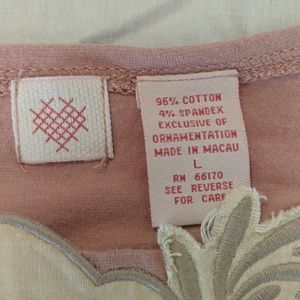 96% COTTON
4% SPANDEX
EXCLUSIVE OF
ORNAMENTATION
MADE IN MACAU
L
RN 66170
SEE REVERSE
FOR CARE